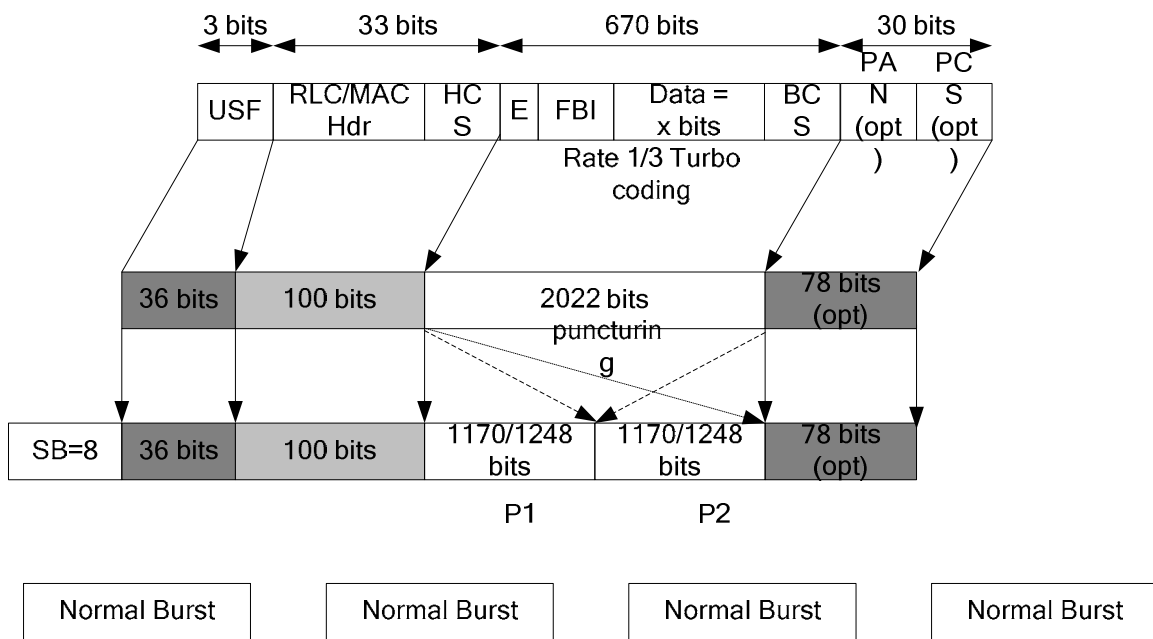 3 bits
33 bits
670 bits
30 bits
USF
RLC/MAC
Hdr
HC
S
E
FBI
Data =
x bits
BC
S
PA
N
(opt
)
PC
S
(opt
)
Rate 1/3 Turbo
coding
36 bits
100 bits
2022 bits
78 bits
(opt)
puncturin
g
SB=8
36 bits
100 bits
1170/1248
bits
1170/1248
bits
78 bits
(opt)
P1
P2
Normal Burst
Normal Burst
Normal Burst
Normal Burst